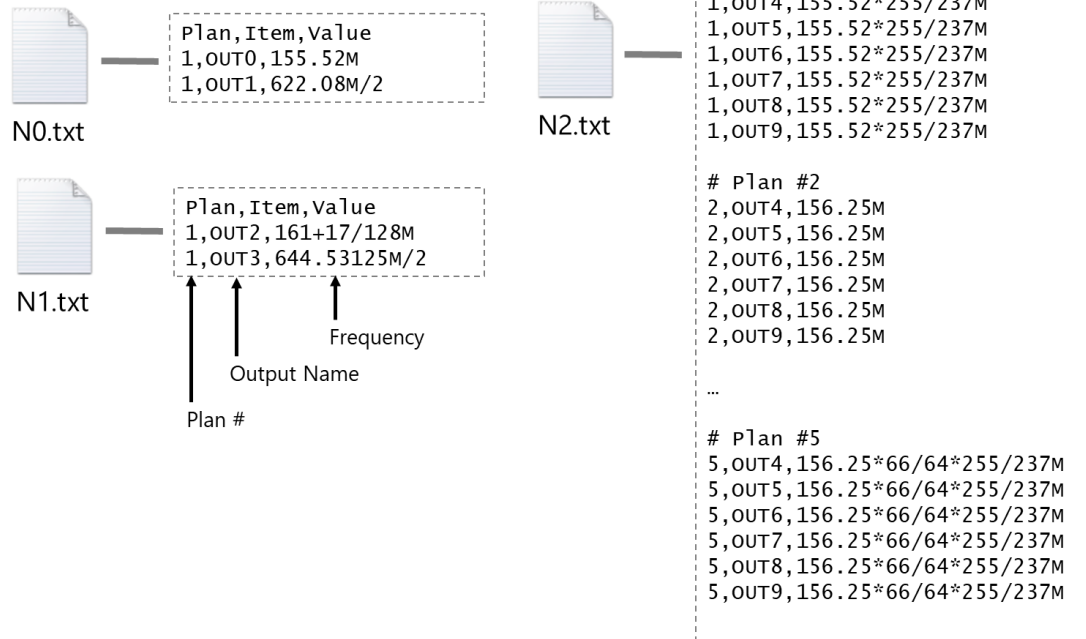 Plan,Item,Value
1,OUT0,155.52M
1,OUT1,622.08M/2
N0.txt
Plan,Item,Value
1,OUT2,161+17/128M
1,OUT3,644.53125M/2
N1.txt
Frequency
Output Name
Plan #
N2.txt
1,OUT4,155.52*255/237M
1,OUT5,155.52*255/237M
1,OUT6,155.52*255/237M
1,OUT7,155.52*255/237M
1,OUT8,155.52*255/237M
1,OUT9,155.52*255/237M
# Plan #2
2,OUT4,156.25M
2,OUT5,156.25M
2,OUT6,156.25M
2,OUT7,156.25M
2,OUT8,156.25M
2,OUT9,156.25M
…
# Plan #5
5,OUT4,156.25*66/64*255/237M
5,OUT5,156.25*66/64*255/237M
5,OUT6,156.25*66/64*255/237M
5,OUT7,156.25*66/64*255/237M
5,OUT8,156.25*66/64*255/237M
5,OUT9,156.25*66/64*255/237M